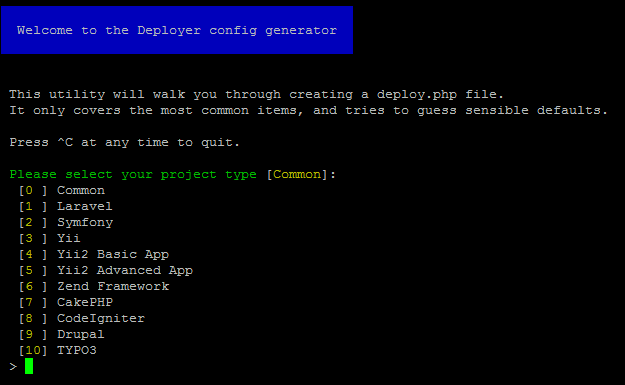 Welcome to the Deployer config generator
This utility will walk you through creating a deploy.php file.
It only covers the most common items, and tries to guess sensible defaults.
Press ^C at any time to quit.
Please select your project type [Common]:
[0 ] Common
[1 ] Laravel
[2 ] Symfony
[3 ] Yii
[4 ] Yii2 Basic App
[5 ] Yii2 Advanced App
[6 ] Zend Framework
[7 ] CakePHP
[8 ] CodeIgniter
[9 ] Drupal
[10] TYPO3
>